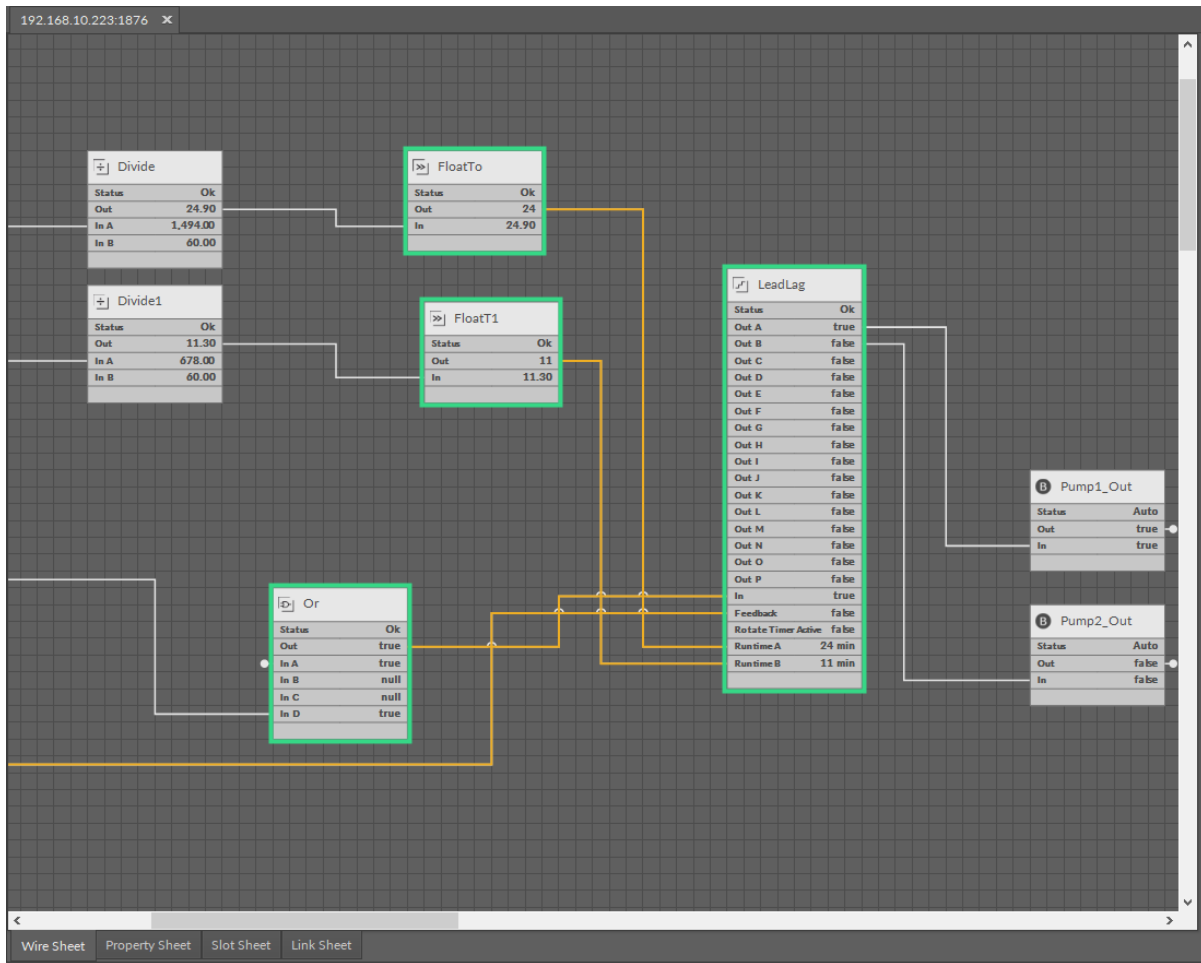 192.168.10.223:1876 ×
Divide
Status Ok
Out 24.90
In A 1,494.00
In B 60.00
FloatTo
Status Ok
Out 24
In 24.90
Divide1
Status Ok
Out 11.30
In A 678.00
In B 60.00
FloatT1
Status Ok
Out 11
In 11.30
LeadLag
Status Ok
Out A true
Out B false
Out C false
Out D false
Out E false
Out F false
Out G false
Out H false
Out I false
Out J false
Out K false
Out L false
Out M false
Out N false
Out O false
Out P false
In true
Feedback false
Rotate Timer Active false
Runtime A 24 min
Runtime B 11 min
Or
Status Ok
Out true
In A true
In B null
In C null
In D true
B Pump1_Out
Status Auto
Out true
In true
B Pump2_Out
Status Auto
Out false
In false
Wire Sheet Property Sheet Slot Sheet Link Sheet